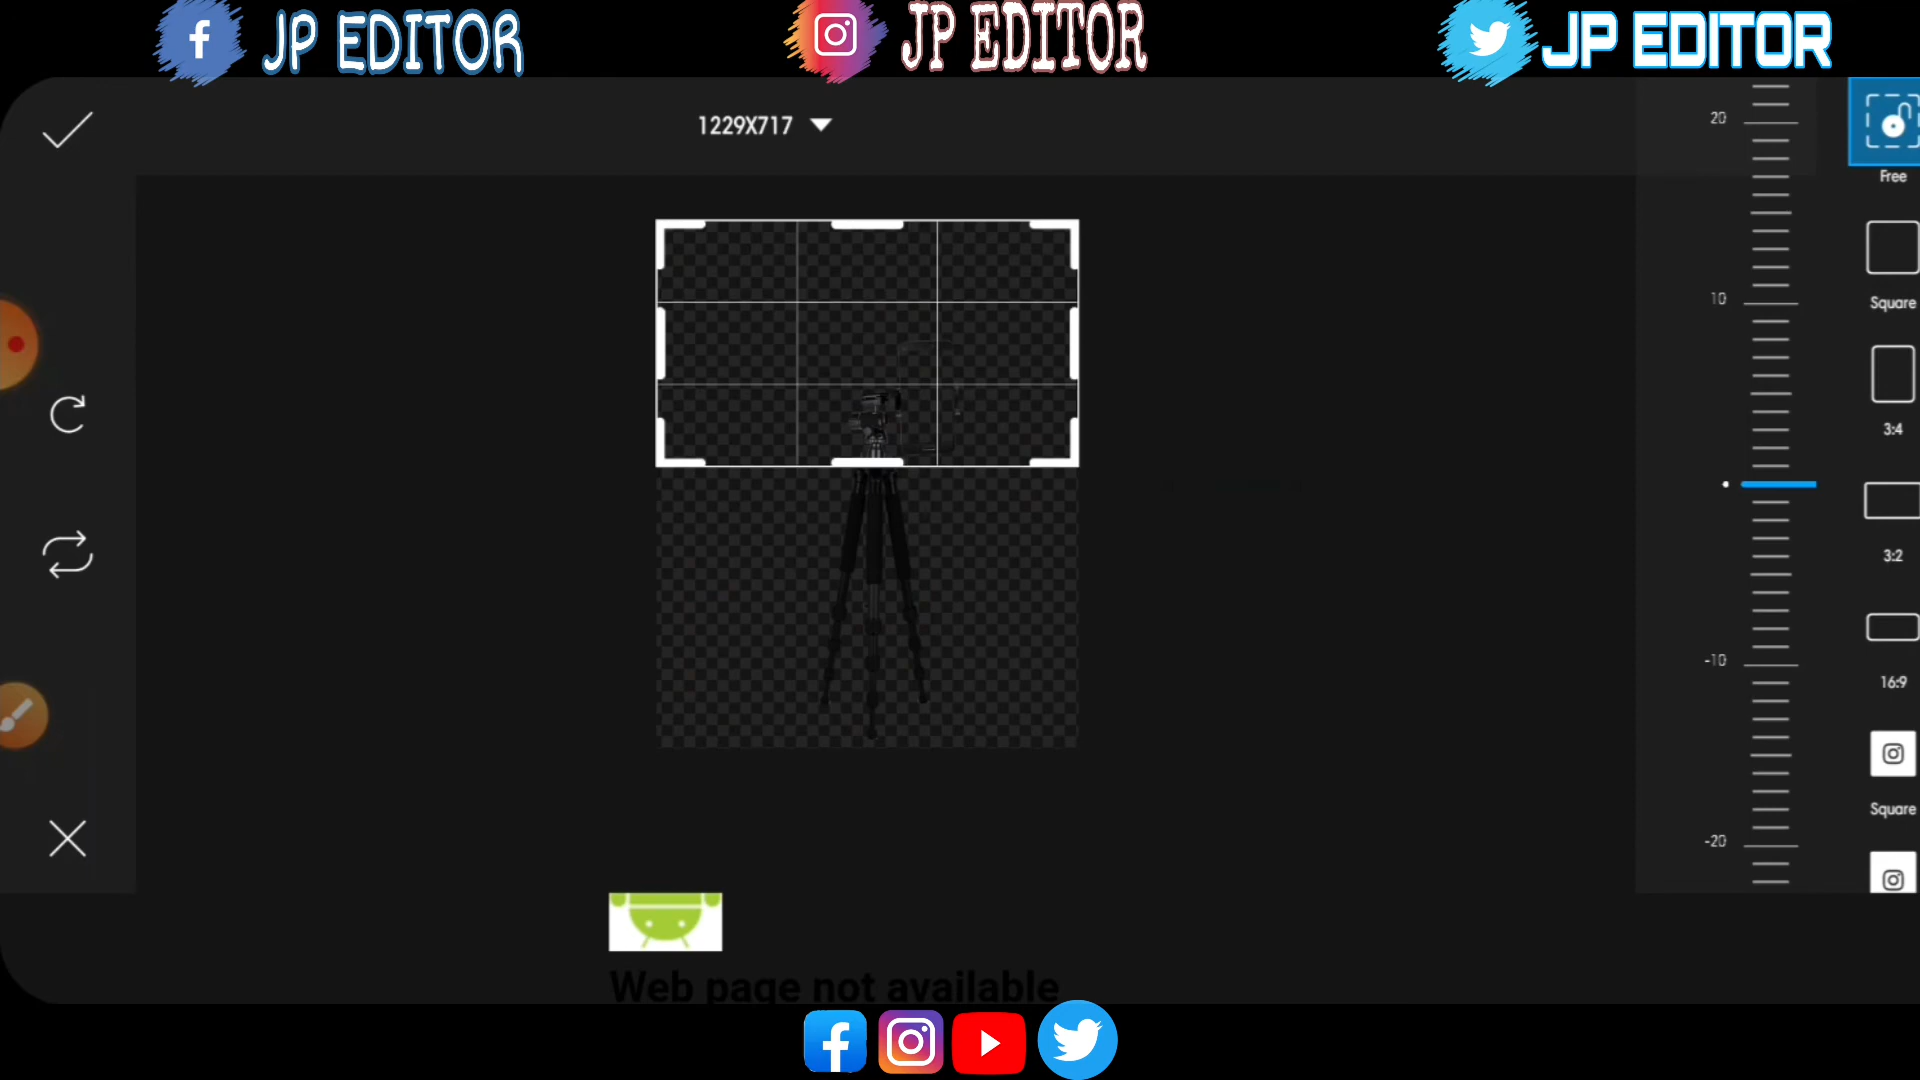 JP EDITOR
JP EDITOR
JP EDITOR
1229X717
20
10
-10
-20
Free
Square
3:4
3:2
16:9
Square
Web page not available